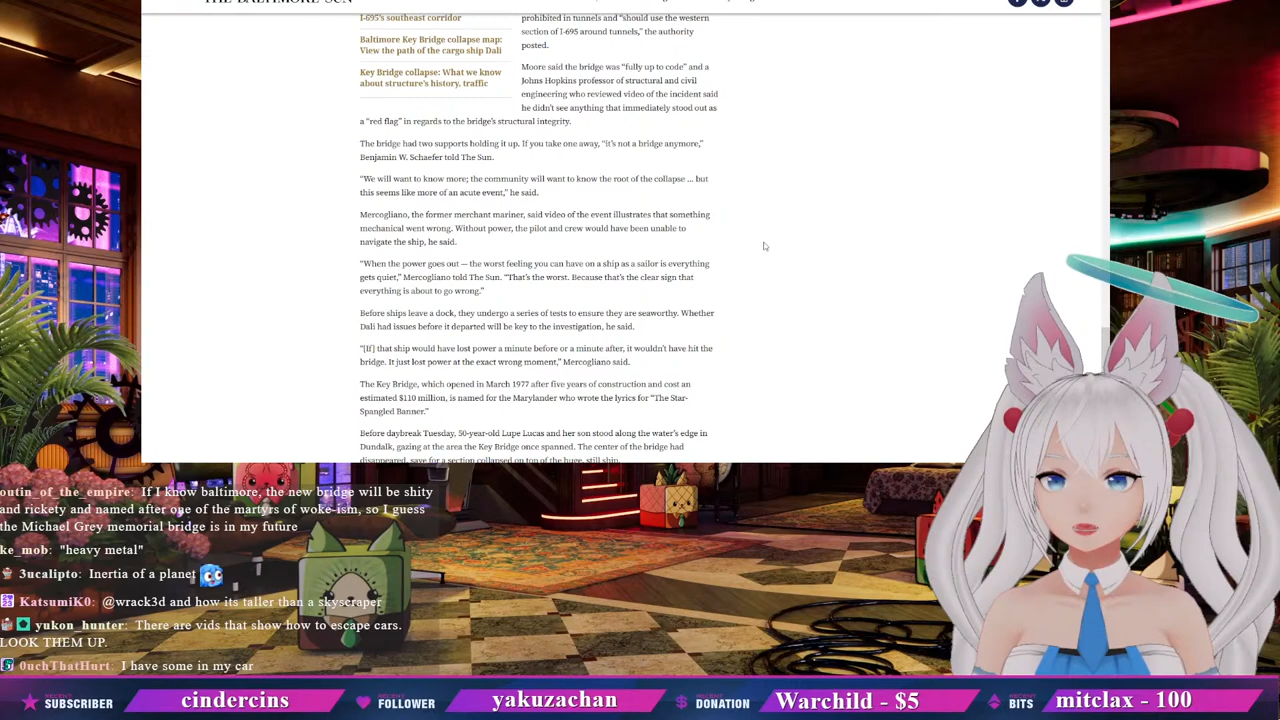 THE BALTIMORE SUN
I-695's southeast corridor
Baltimore Key Bridge collapse map:
View the path of the cargo ship Dali
Key Bridge collapse: What we know
about structure's history, traffic
prohibited in tunnels and “should use the western
section of I-695 around tunnels,” the authority
posted.
Moore said the bridge was “fully up to code” and a
Johns Hopkins professor of structural and civil
engineering who reviewed video of the incident said
he didn't see anything that immediately stood out as
a “red flag” in regards to the bridge's structural integrity.
The bridge had two supports holding it up. If you take one away, “it's not a bridge anymore,”
Benjamin W. Schaefer told The Sun.
“We will want to know more; the community will want to know the root of the collapse … but
this seems like more of an acute event,” he said.
Mercogliano, the former merchant mariner, said video of the event illustrates that something
mechanical went wrong. Without power, the pilot and crew would have been unable to
navigate the ship, he said.
“When the power goes out — the worst feeling you can have on a ship as a sailor is everything
gets quiet,” Mercogliano told The Sun. “That's the worst. Because that's the clear sign that
everything is about to go wrong.”
Before ships leave a dock, they undergo a series of tests to ensure they are seaworthy. Whether
Dali had issues before it departed will be key to the investigation, he said.
“[If] that ship would have lost power a minute before or a minute after, it wouldn't have hit the
bridge. It just lost power at the exact wrong moment,” Mercogliano said.
The Key Bridge, which opened in March 1977 after five years of construction and cost an
estimated $110 million, is named for the Marylander who wrote the lyrics for “The Star-
Spangled Banner.”
Before daybreak Tuesday, 50-year-old Lupe Lucas and her son stood along the water's edge in
Dundalk, gazing at the area the Key Bridge once spanned. The center of the bridge had
disappeared, save for a section collapsed on top of the huge, still ship.
outin_of_the_empire: If I know baltimore, the new bridge will be shity
and rickety and named after one of the martyrs of woke-ism, so I guess
the Michael Grey memorial bridge is in my future
ke_mob: "heavy metal"
3ucalipto: Inertia of a planet
KatsumiK0: @wrack3d and how its taller than a skyscraper
yukon_hunter: There are vids that show how to escape cars.
LOOK THEM UP.
0uchThatHurt: I have some in my car
RECENT SUBSCRIBER cindercins
RECENT FOLLOWER yakuzachan
RECENT DONATION Warchild - $5
RECENT BITS mitclax - 100